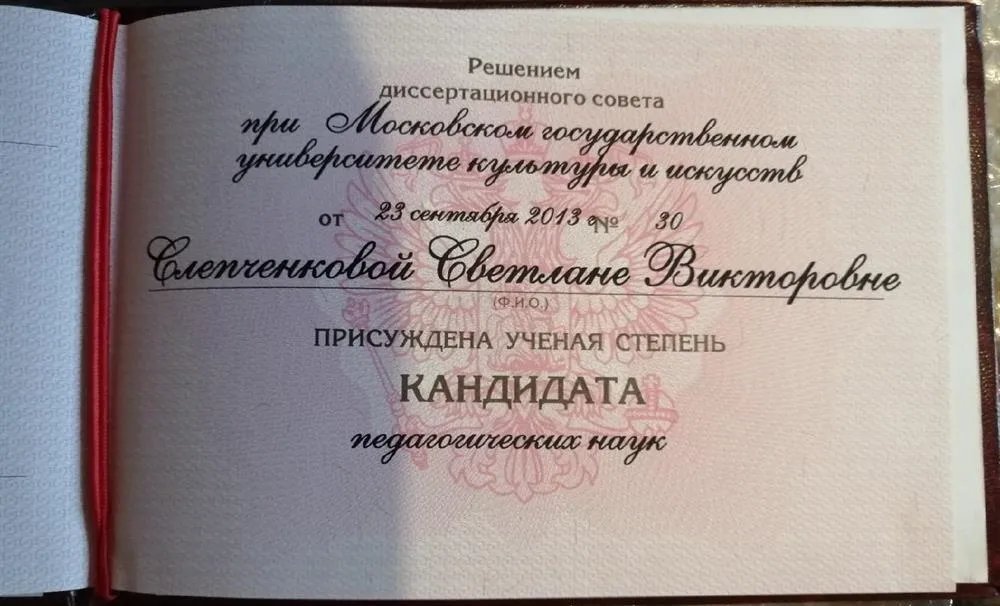 Решением
диссертационного совета
при Московском государственном
университете культуры и искусств
от 23 сентября 2013 г. № 30
Слепченковой Светлане Викторовне
(Ф.И.О.)
ПРИСУЖДЕНА УЧЕНАЯ СТЕПЕНЬ
КАНДИДАТА
педагогических наук